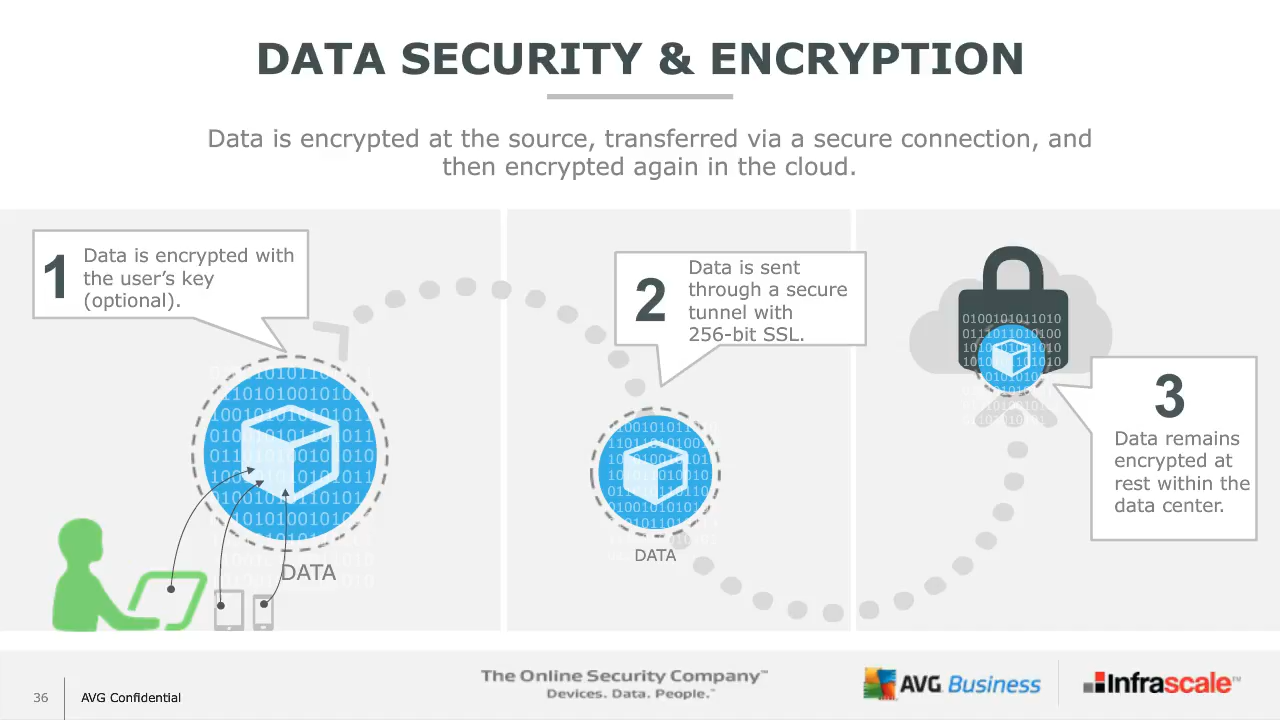 DATA SECURITY & ENCRYPTION
Data is encrypted at the source, transferred via a secure connection, and
then encrypted again in the cloud.
1
Data is encrypted with
the user’s key
(optional).
2
Data is sent
through a secure
tunnel with
256-bit SSL.
3
Data remains
encrypted at
rest within the
data center.
DATA
DATA
36
AVG Confidential
The Online Security Company™
Devices. Data. People.™
AVG Business
Infrascale™